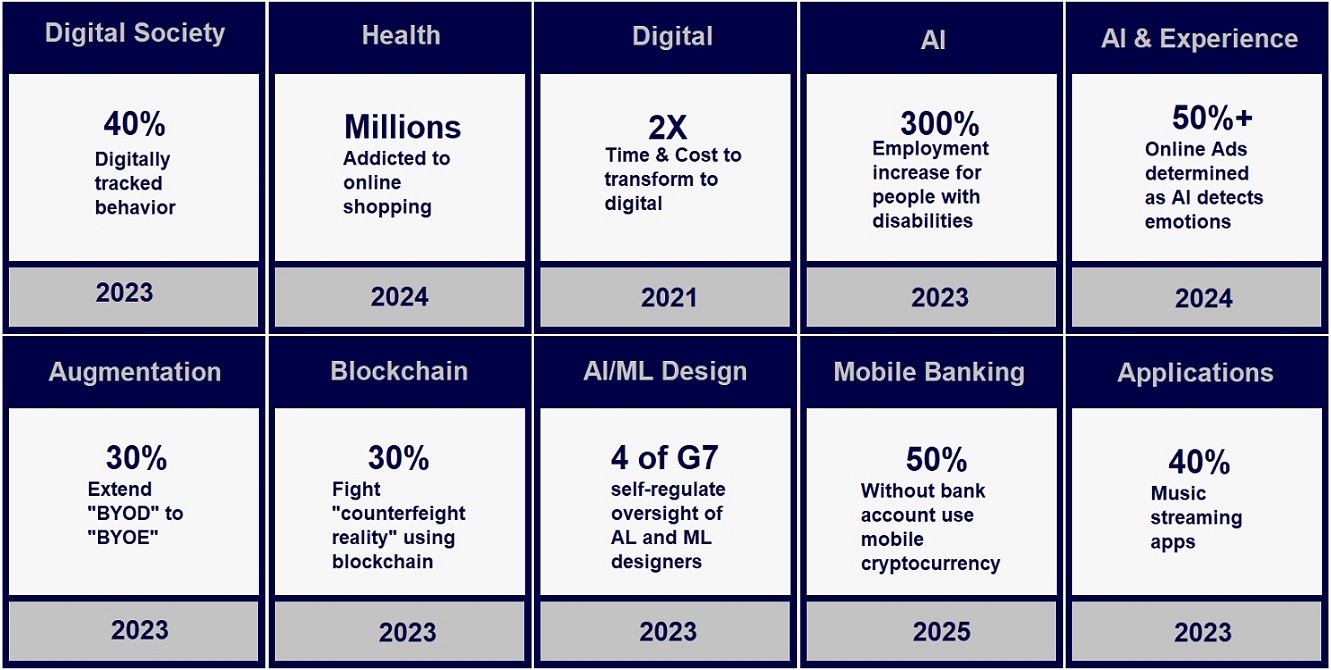 Digital Society
40%
Digitally
tracked
behavior
2023
Health
Millions
Addicted to
online
shopping
2024
Digital
2X
Time & Cost to
transform to
digital
2021
AI
300%
Employment
increase for
people with
disabilities
2023
AI & Experience
50%+
Online Ads
determined
as AI detects
emotions
2024
Augmentation
30%
Extend
"BYOD" to
"BYOE"
2023
Blockchain
30%
Fight
"counterfeight
reality" using
blockchain
2023
AI/ML Design
4 of G7
self-regulate
oversight of
AL and ML
designers
2023
Mobile Banking
50%
Without bank
account use
mobile
cryptocurrency
2025
Applications
40%
Music
streaming
apps
2023